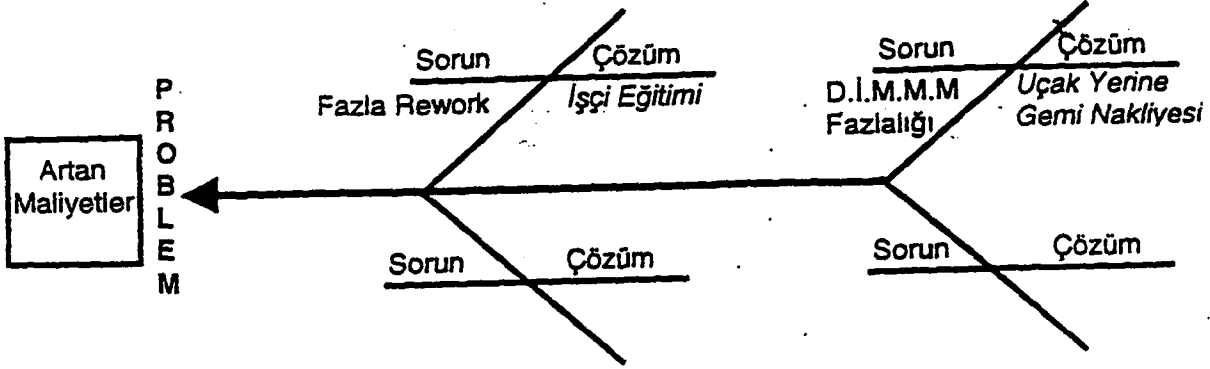 Artan
Maliyetler
PROBLEM
Sorun Çözüm
Fazla Rework İşçi Eğitimi
Sorun Çözüm
D.İ.M.M.M Uçak Yerine
Fazlalığı Gemi Nakliyesi
Sorun Çözüm
Sorun Çözüm